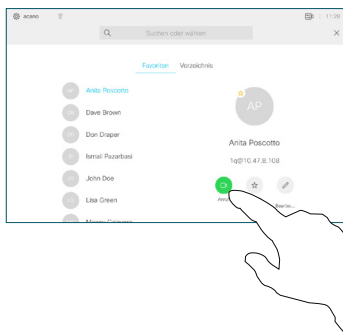 acano 11:29
Suchen oder wählen
Favoriten Verzeichnis
AP Anita Poscotto
Dave Brown
Don Draper
Ismail Pazarbasi
John Doe
Lisa Green
AP
Anita Poscotto
1q@10.47.8.108